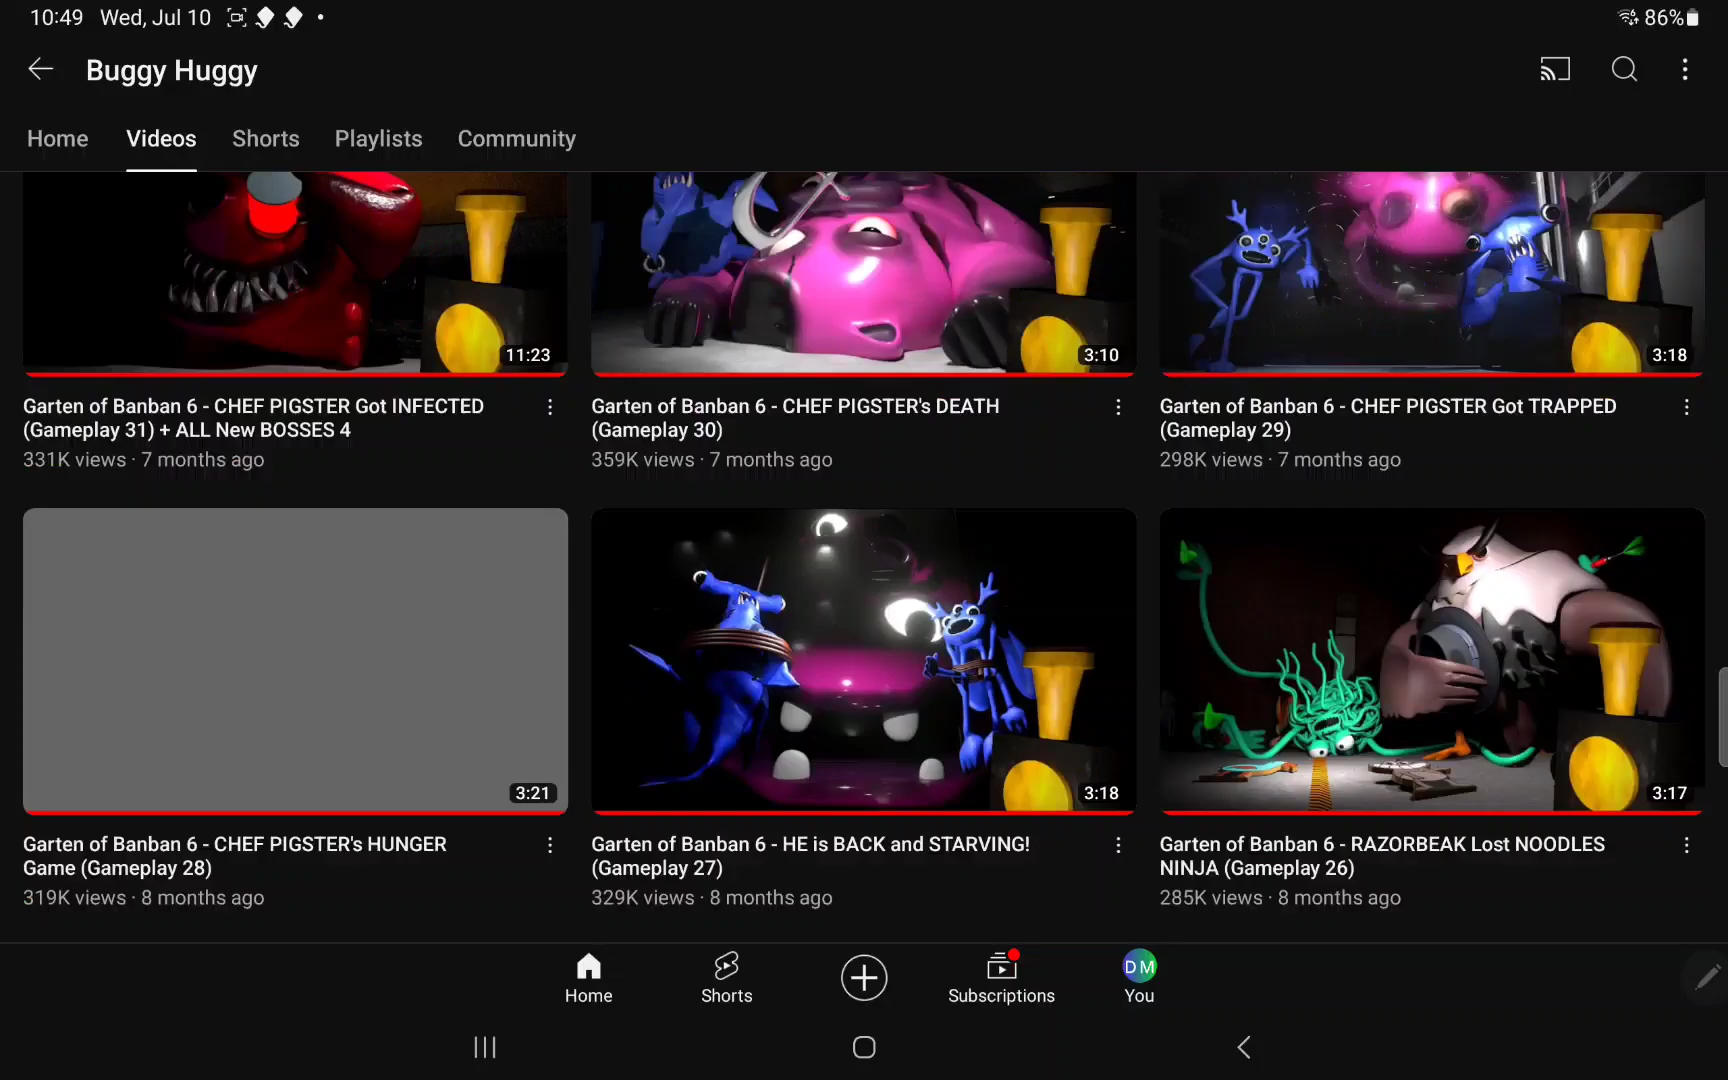 10:49 Wed, Jul 10
86%
Buggy Huggy
Home Videos Shorts Playlists Community
11:23
3:10
3:18
Garten of Banban 6 - CHEF PIGSTER Got INFECTED
(Gameplay 31) + ALL New BOSSES 4
331K views · 7 months ago
Garten of Banban 6 - CHEF PIGSTER's DEATH
(Gameplay 30)
359K views · 7 months ago
Garten of Banban 6 - CHEF PIGSTER Got TRAPPED
(Gameplay 29)
298K views · 7 months ago
3:21
3:18
3:17
Garten of Banban 6 - CHEF PIGSTER's HUNGER
Game (Gameplay 28)
319K views · 8 months ago
Garten of Banban 6 - HE is BACK and STARVING!
(Gameplay 27)
329K views · 8 months ago
Garten of Banban 6 - RAZORBEAK Lost NOODLES
NINJA (Gameplay 26)
285K views · 8 months ago
DM
Home Shorts Subscriptions You